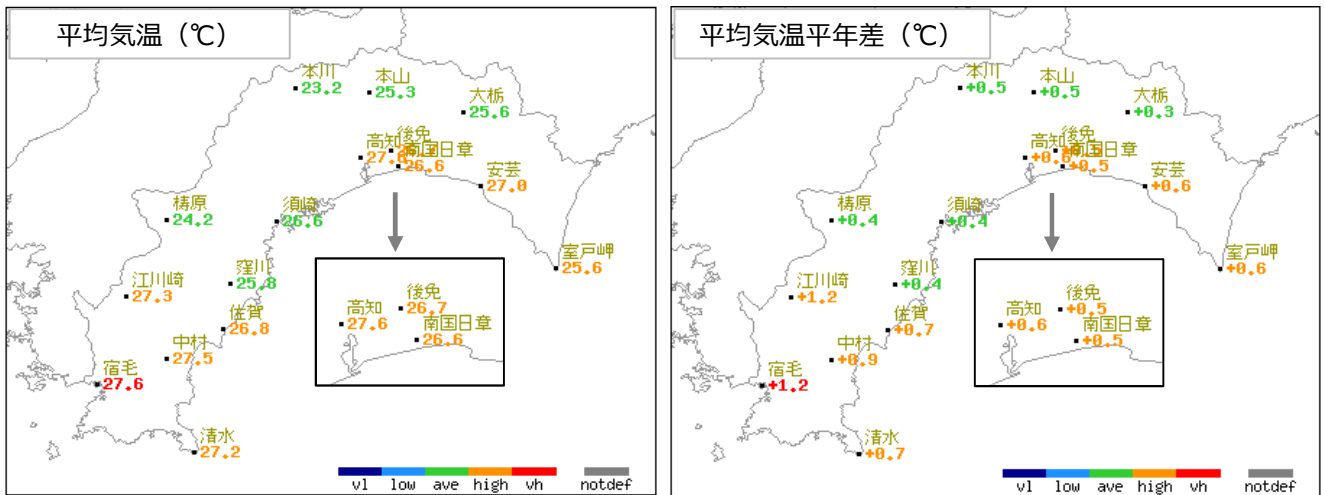 平均気温（℃）
本川
23.2
本山
25.3
大栃
25.6
後免
高知
27.6
南国日章
26.6
安芸
27.0
梼原
24.2
須崎
26.6
室戸岬
25.6
江川崎
27.3
窪川
25.8
佐賀
26.8
中村
27.5
宿毛
27.6
清水
27.2
後免
26.7
高知
27.6
南国日章
26.6
vl low ave high vh notdef
平均気温平年差（℃）
本川
+0.5
本山
+0.5
大栃
+0.3
後免
高知
+0.6
南国日章
+0.5
安芸
+0.6
梼原
+0.4
須崎
+0.4
室戸岬
+0.6
江川崎
+1.2
窪川
+0.4
佐賀
+0.7
中村
+0.9
宿毛
+1.2
清水
+0.7
後免
+0.5
高知
+0.6
南国日章
+0.5
vl low ave high vh notdef